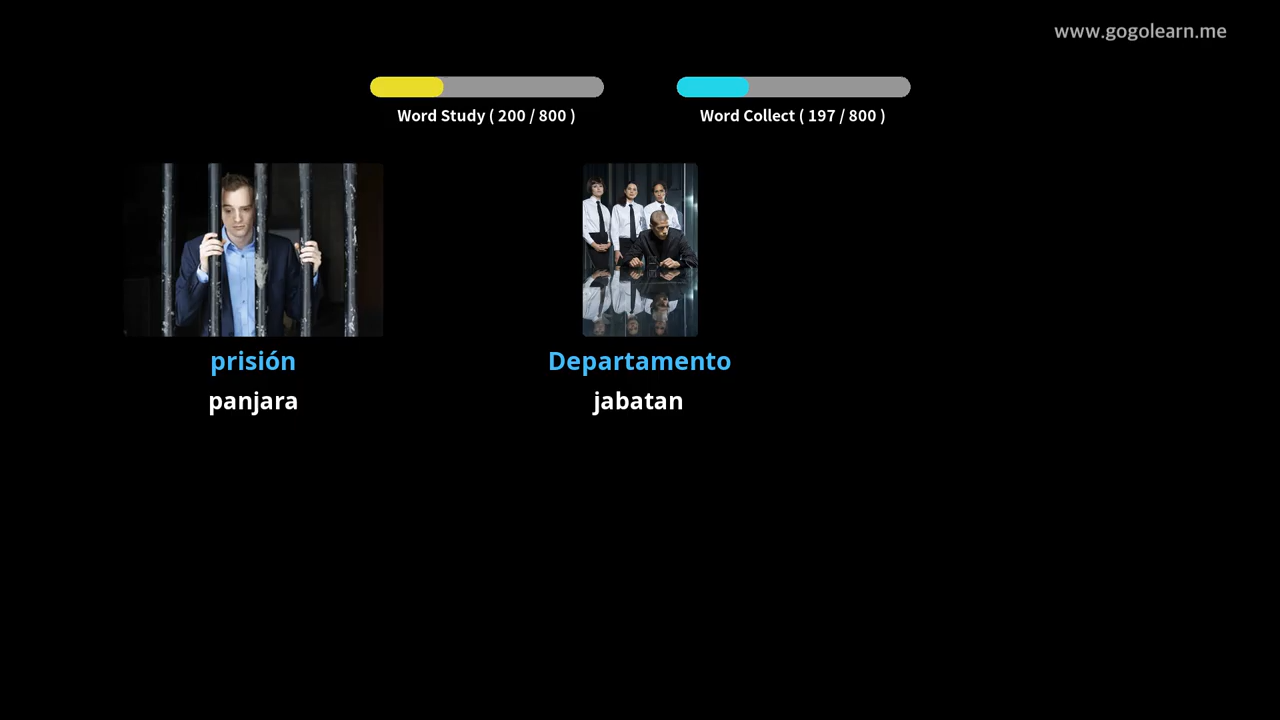 www.gogolearn.me
Word Study ( 200 / 800 )
Word Collect ( 197 / 800 )
prisión
panjara
Departamento
jabatan